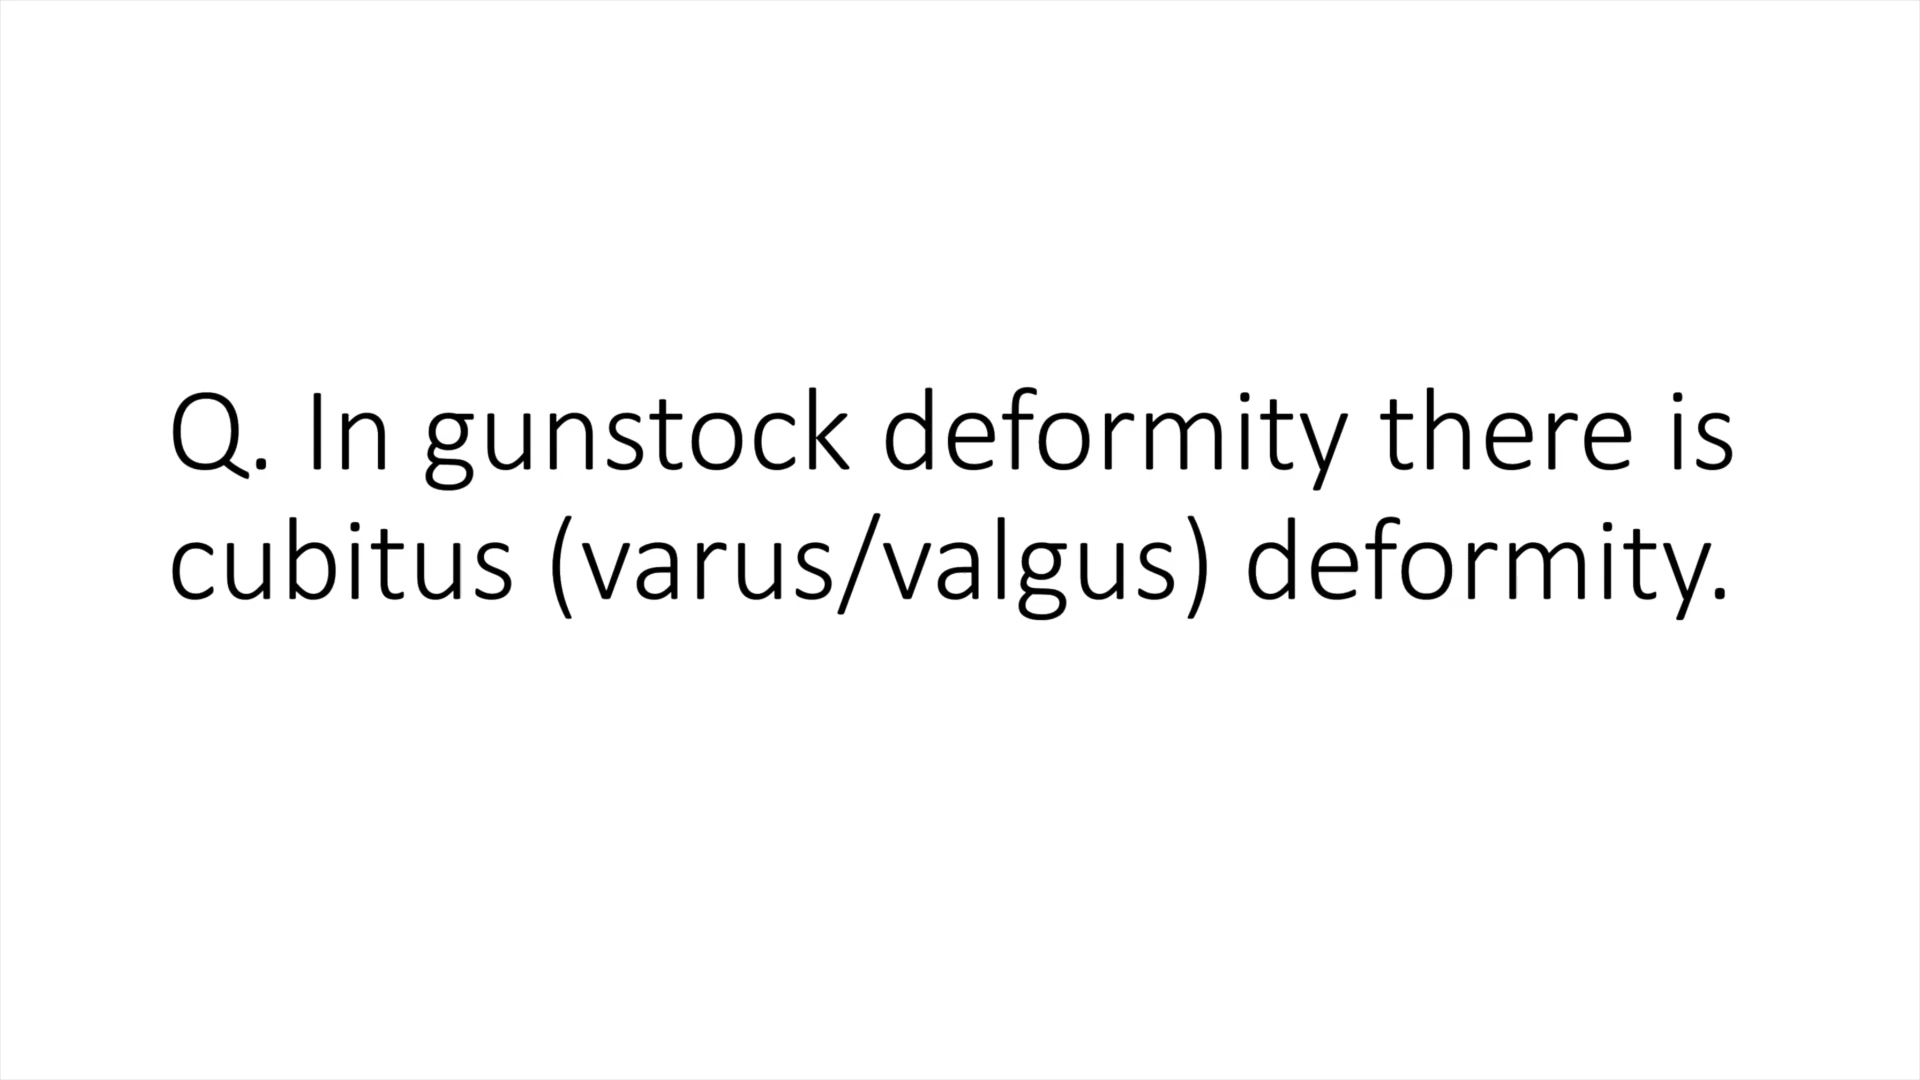 Q. In gunstock deformity there is
cubitus (varus/valgus) deformity.